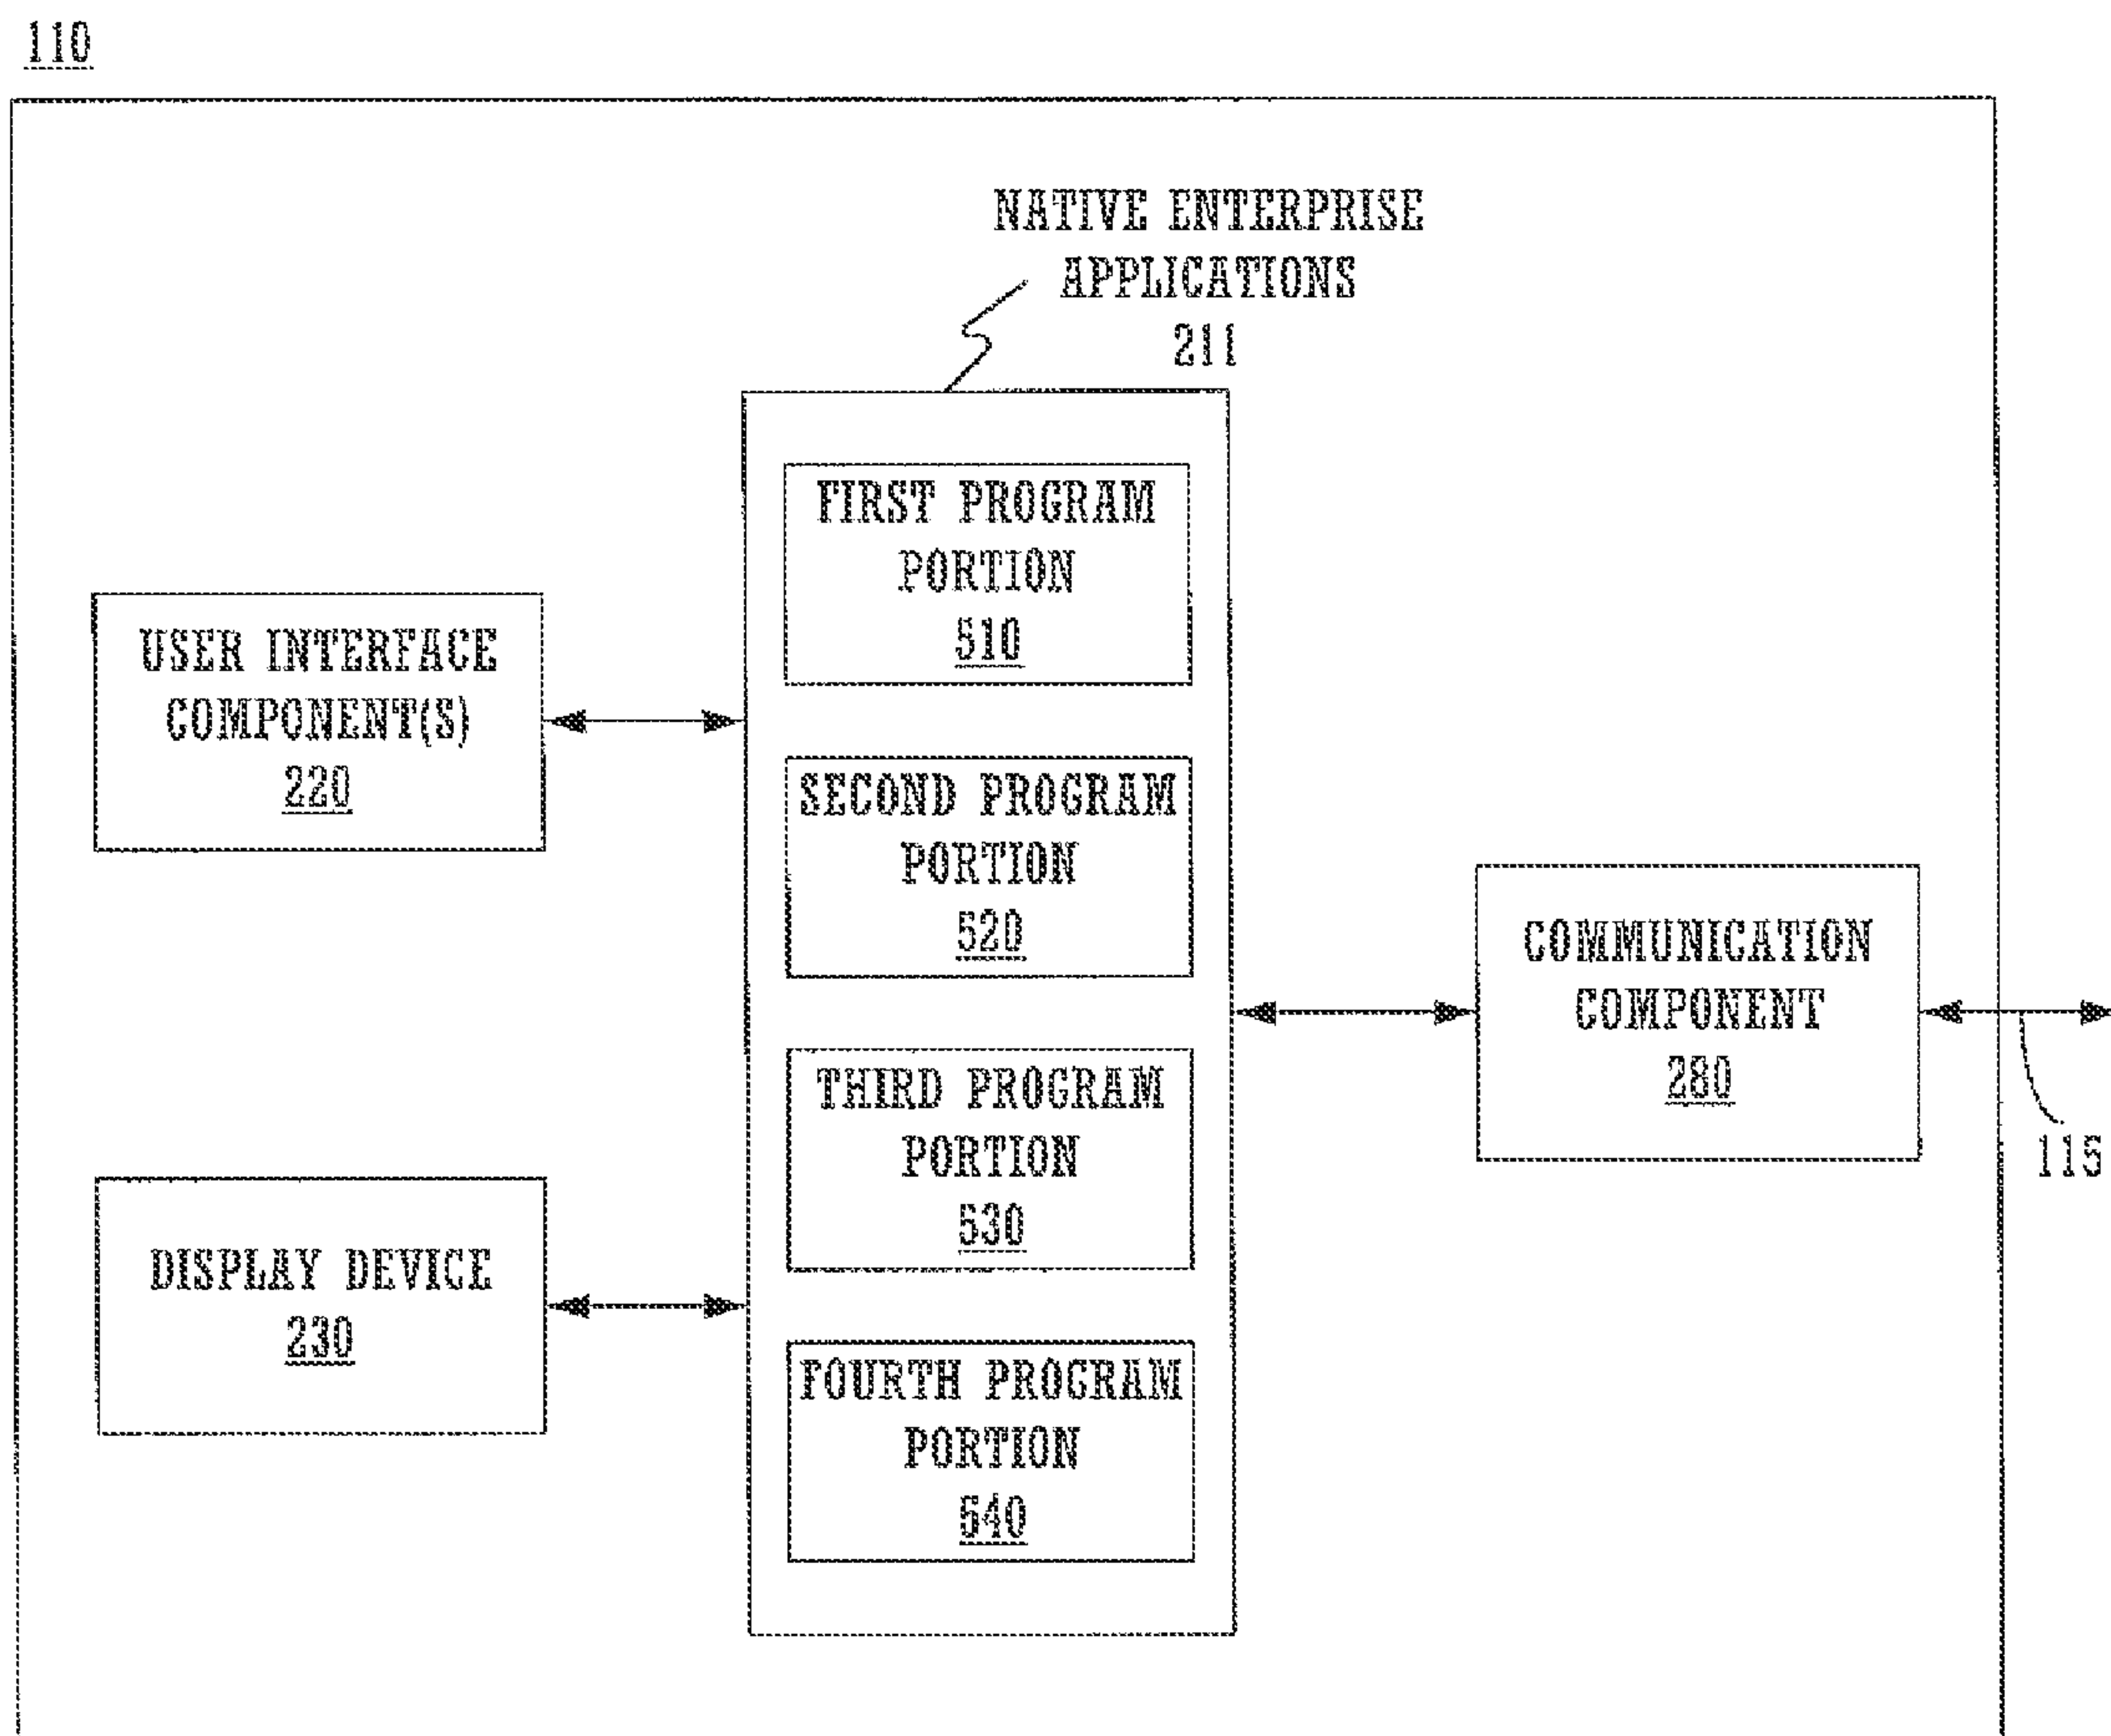 110
NATIVE ENTERPRISE
APPLICATIONS
211
FIRST PROGRAM
PORTION
510
USER INTERFACE
COMPONENT(S)
220
SECOND PROGRAM
PORTION
520
COMMUNICATION
COMPONENT
280
115
THIRD PROGRAM
PORTION
530
DISPLAY DEVICE
230
FOURTH PROGRAM
PORTION
540